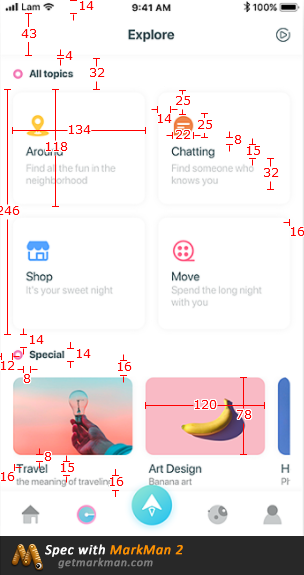 Lam
9:41 AM
100%
14
43
Explore
4
All topics
32
25
134
14
25
22
118
Around
Chatting
8
15
Find all the fun in the
neighborhood
Find someone who
knows you
32
246
16
Shop
Move
It's your sweet night
Spend the long night
with you
14
Special
14
12
8
16
120
78
8
Travel
Art Design
H
15
16
the meaning of traveling
Banana art
Ph
16
Spec with MarkMan 2
getmarkman.com